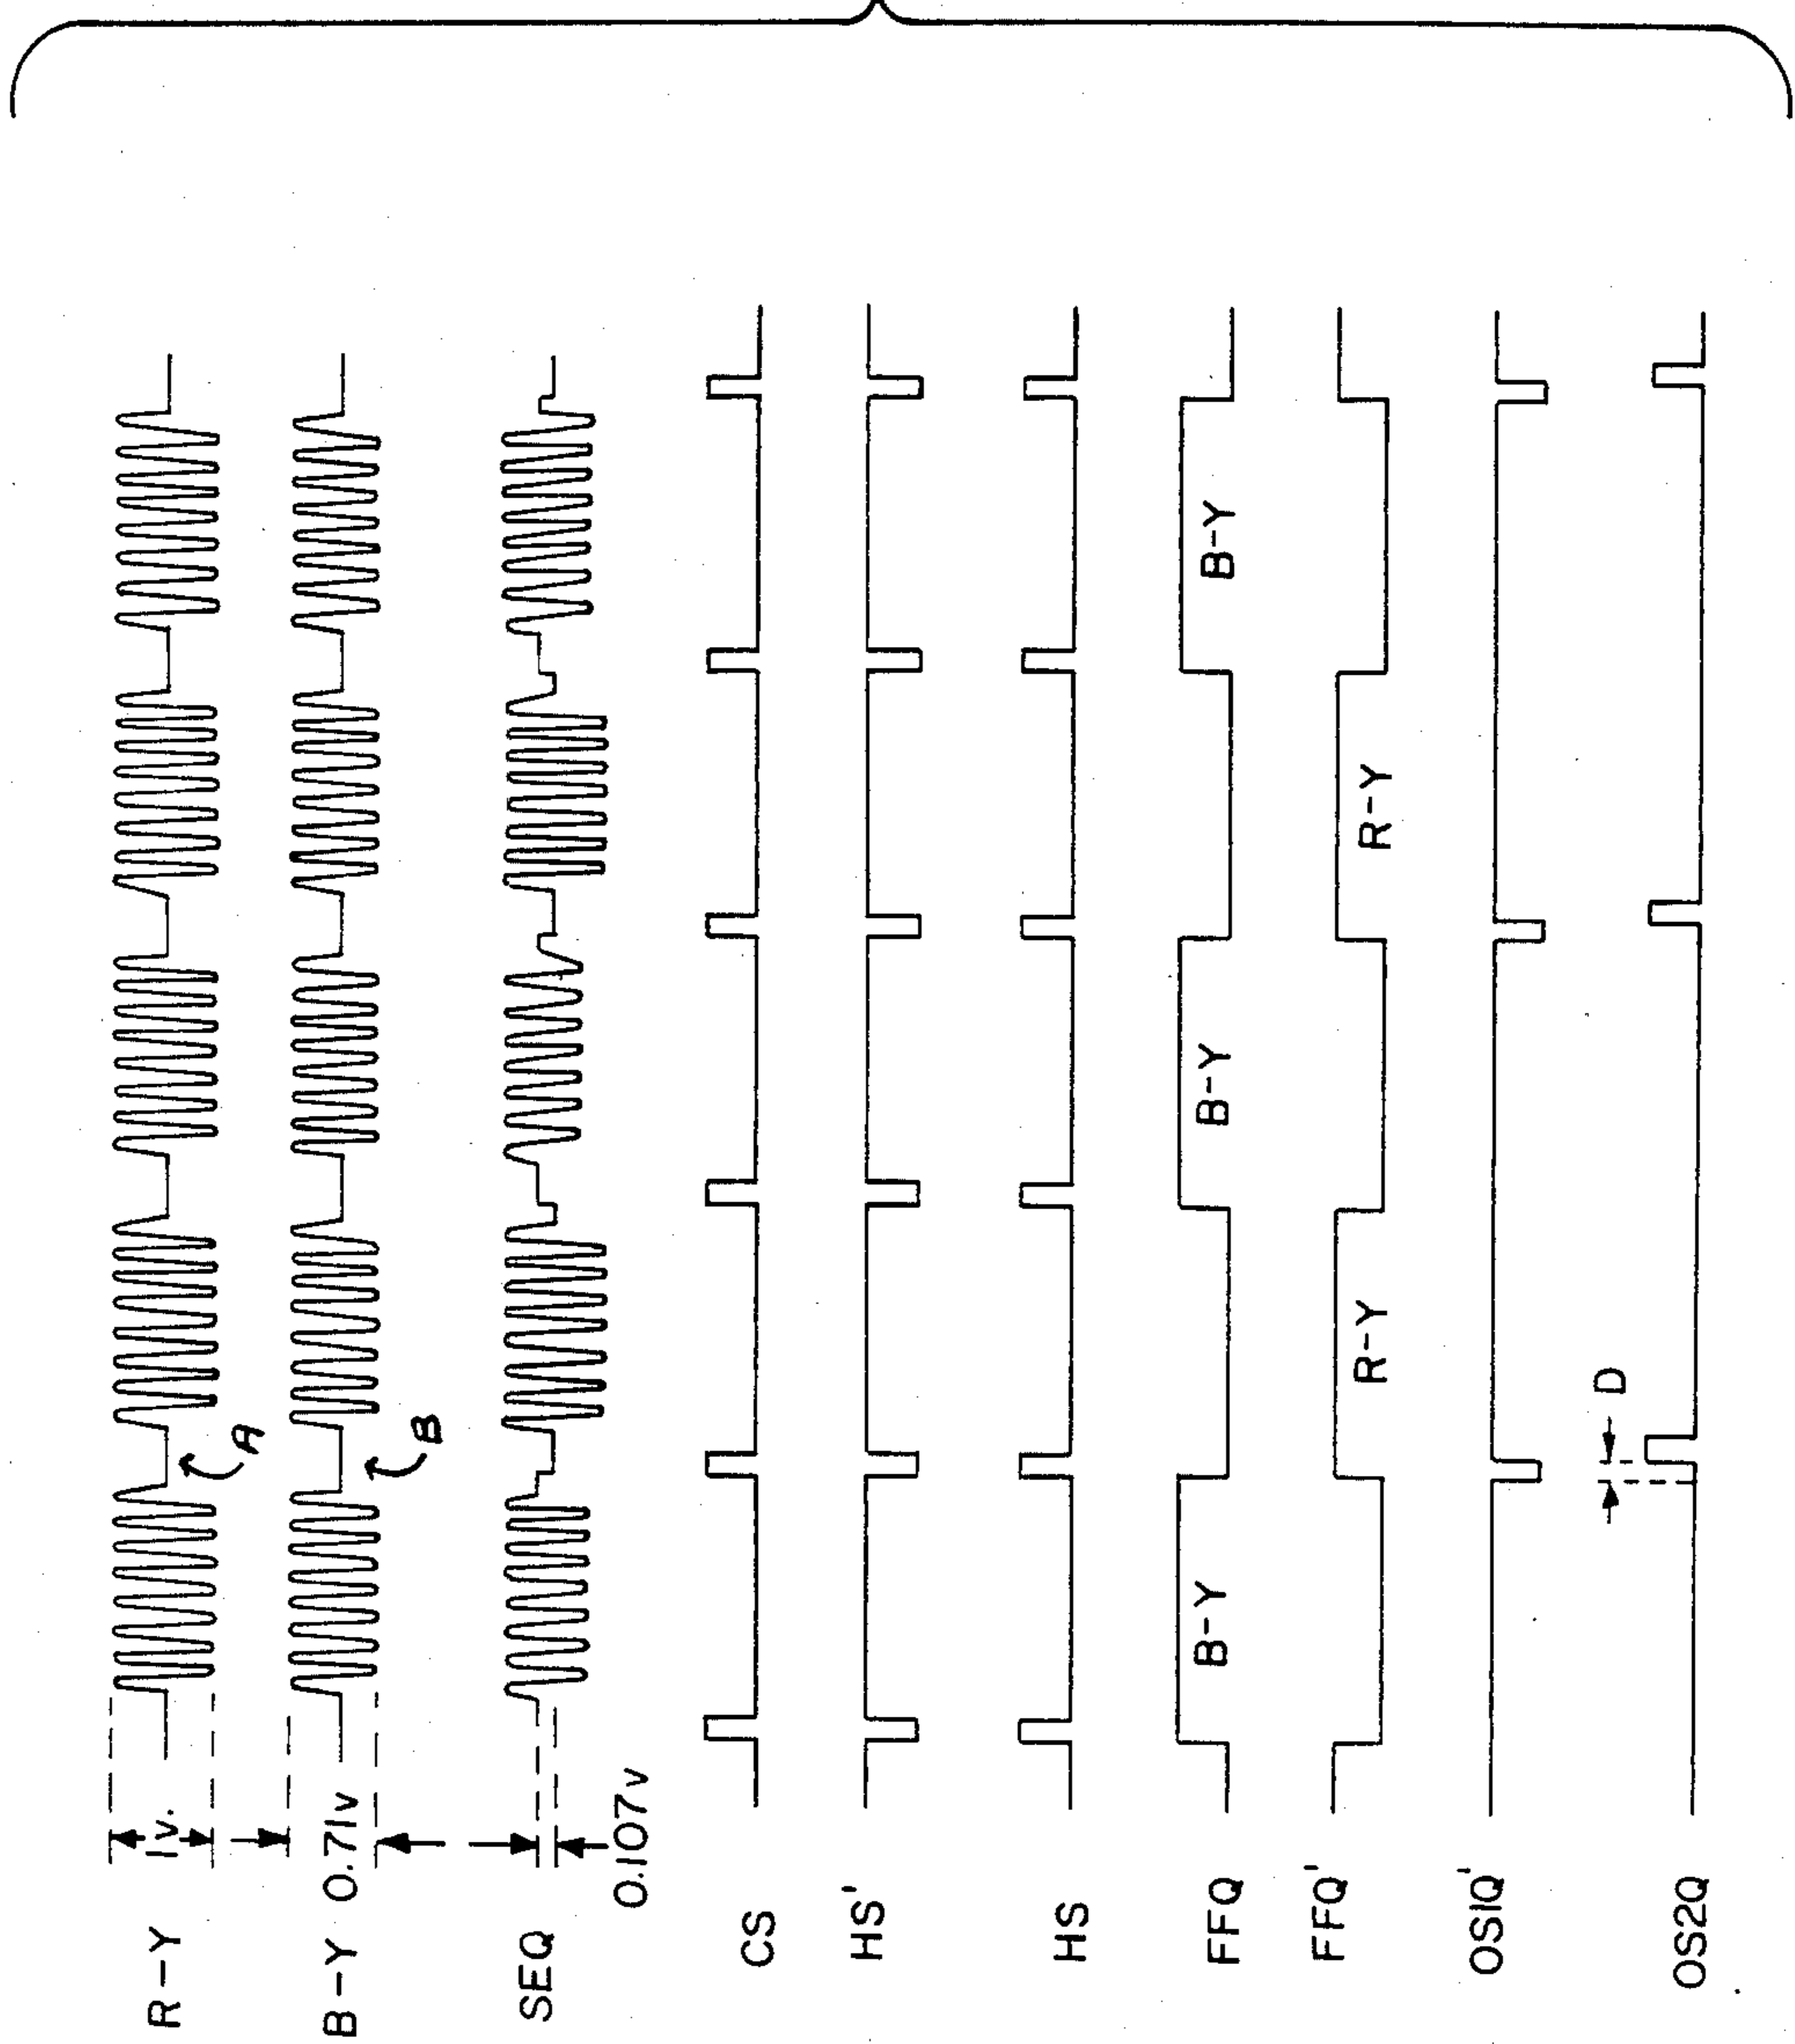 R-Y
1v.
A
B-Y 0.71v
B
SEQ
0.107v
CS
HS'
HS
FFQ
B-Y
B-Y
B-Y
FFQ'
R-Y
R-Y
OS1Q'
D
OS2Q